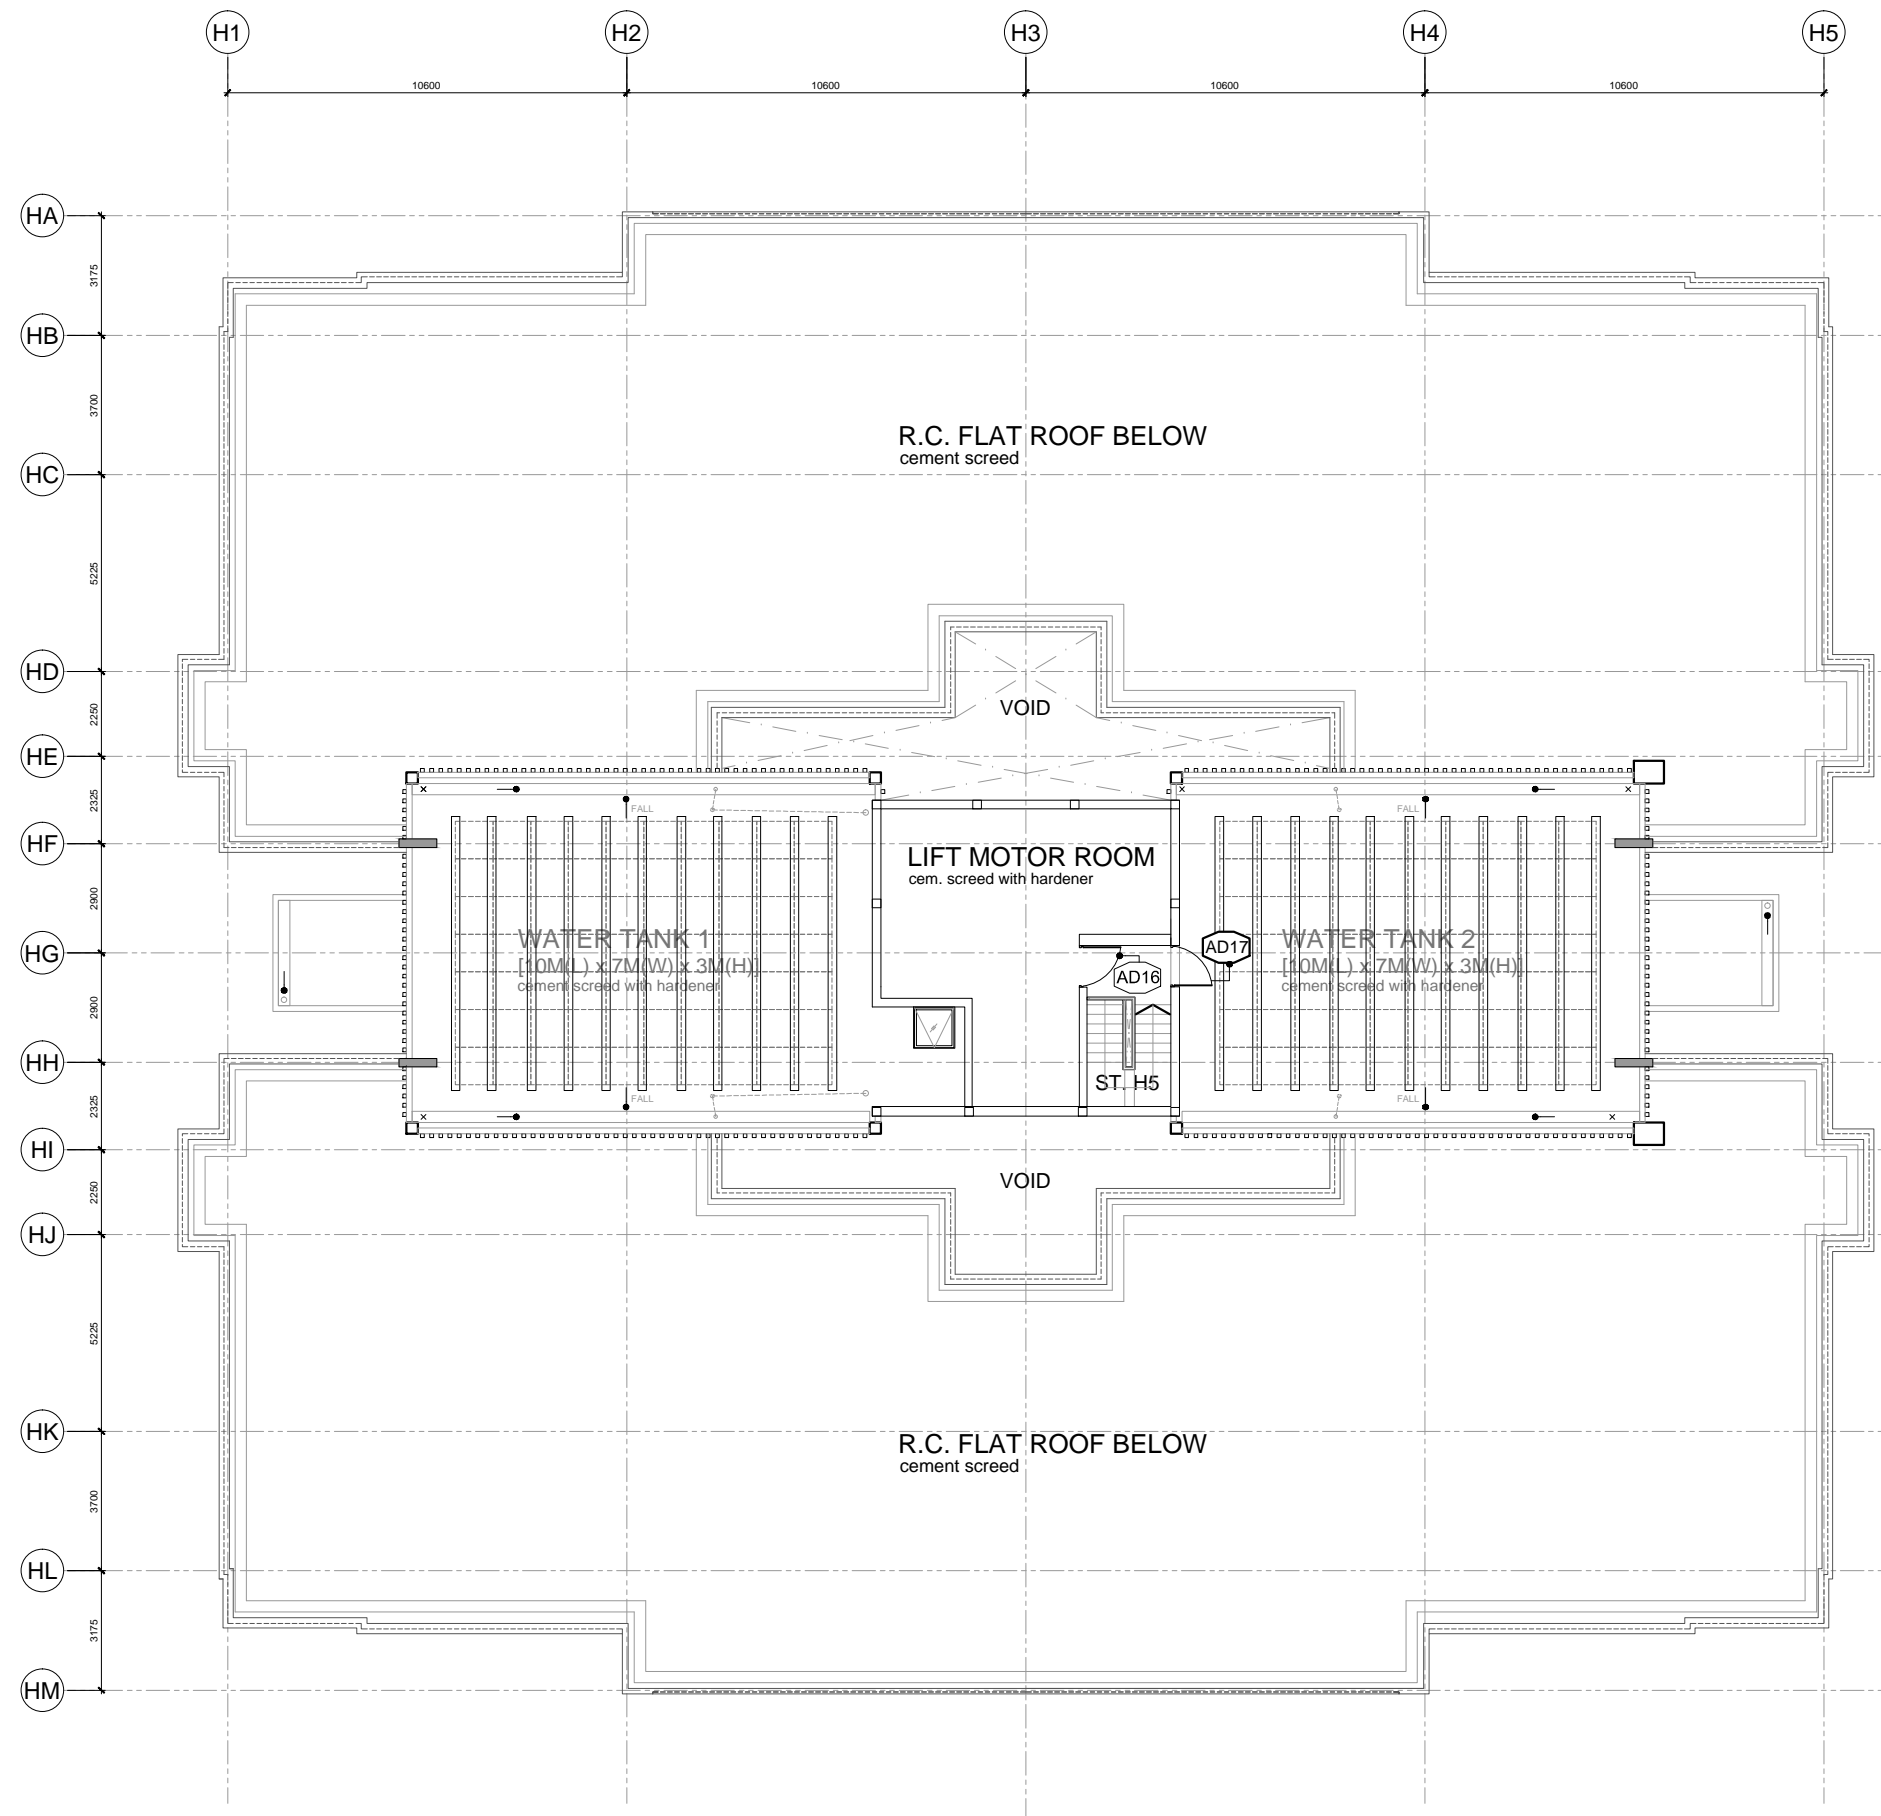 H1 H2 H3 H4 H5
10600 10600 10600 10600
HA
3175
HB
3700
R.C. FLAT ROOF BELOW
cement screed
HC
5225
HD
2250
VOID
HE
2325
FALL FALL
HF
LIFT MOTOR ROOM
cem. screed with hardener
2900
WATER TANK 1
[10M(L) x 7M(W) x 3M(H)]
cement screed with hardener
AD17
AD16
WATER TANK 2
[10M(L) x 7M(W) x 3M(H)]
cement screed with hardener
HG
2900
HH
ST. H5
2325
FALL FALL
HI
VOID
2250
HJ
5225
HK
R.C. FLAT ROOF BELOW
cement screed
3700
HL
3175
HM